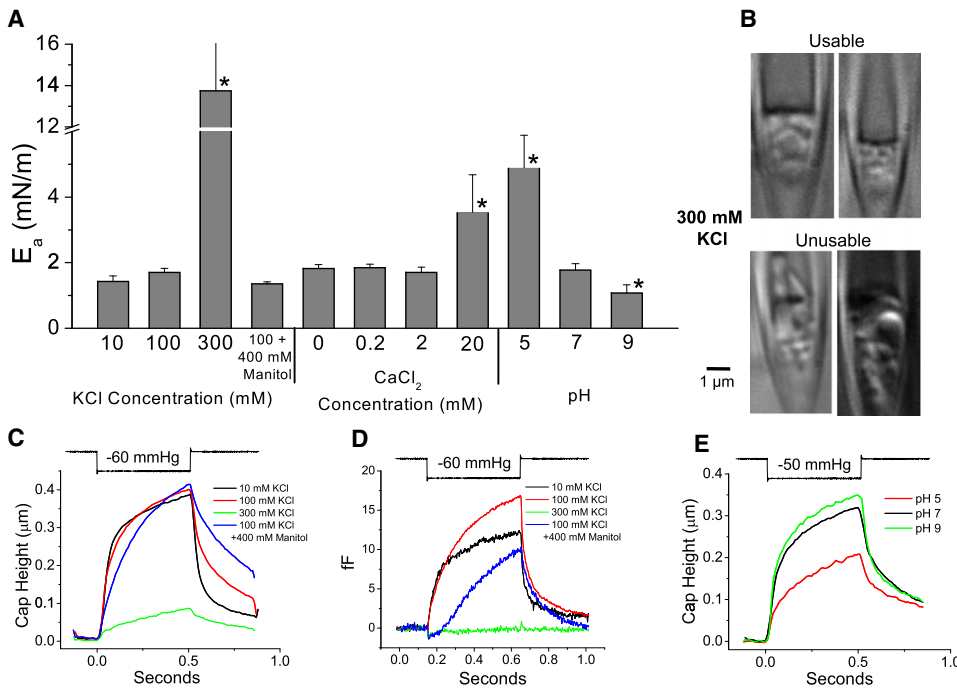 A
16
14
12
4
2
0
E_a (mN/m)
*
*
*
*
10
100
300
100 +
400 mM
Manitol
0
0.2
2
20
5
7
9
KCl Concentration (mM)
CaCl₂
Concentration (mM)
pH
B
Usable
300 mM
KCl
Unusable
1 µm
C
-60 mmHg
0.4
0.3
0.2
0.1
0.0
Cap Height (µm)
10 mM KCl
100 mM KCl
300 mM KCl
100 mM KCl
+400 mM Manitol
0.0
0.5
1.0
Seconds
D
-60 mmHg
20
15
10
5
0
fF
10 mM KCl
100 mM KCl
300 mM KCl
100 mM KCl
+400 mM Manitol
0.0
0.2
0.4
0.6
0.8
1.0
Seconds
E
-50 mmHg
0.4
0.3
0.2
0.1
0.0
Cap Height (µm)
pH 5
pH 7
pH 9
0.0
0.5
1.0
Seconds